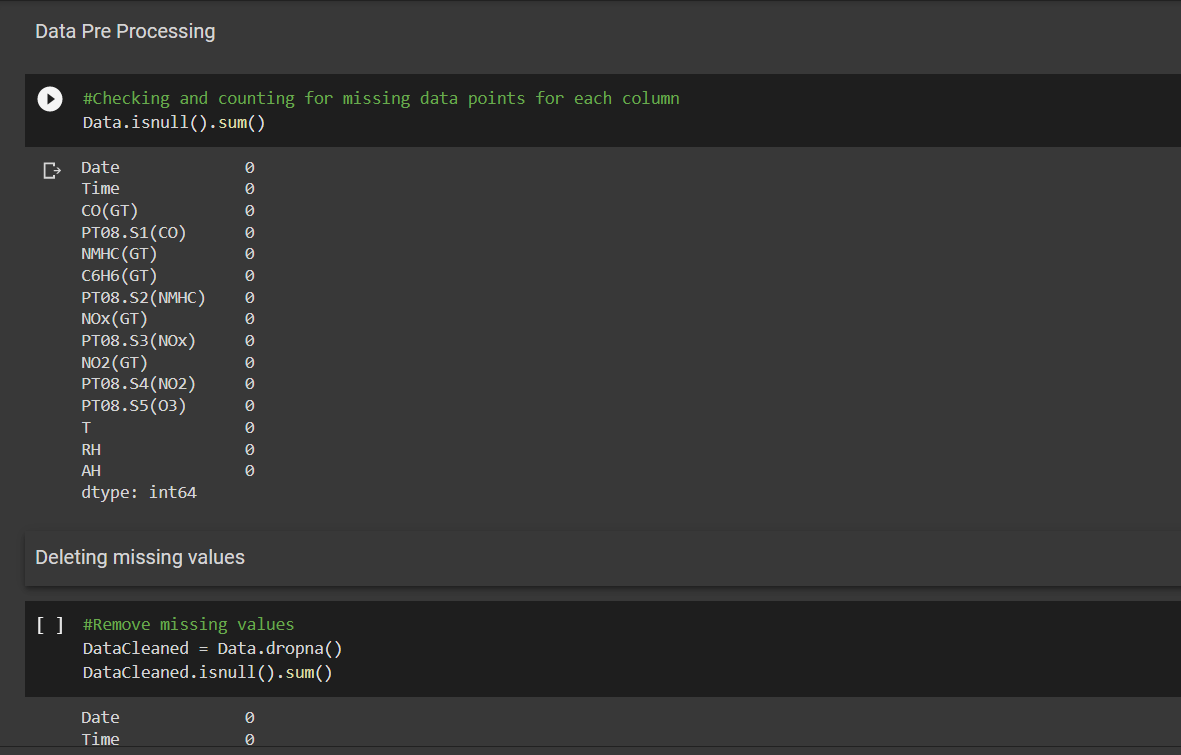 Data Pre Processing
#Checking and counting for missing data points for each column
Data.isnull().sum()
Date 0
Time 0
CO(GT) 0
PT08.S1(CO) 0
NMHC(GT) 0
C6H6(GT) 0
PT08.S2(NMHC) 0
NOx(GT) 0
PT08.S3(NOx) 0
NO2(GT) 0
PT08.S4(NO2) 0
PT08.S5(O3) 0
T 0
RH 0
AH 0
dtype: int64
Deleting missing values
[ ] #Remove missing values
DataCleaned = Data.dropna()
DataCleaned.isnull().sum()
Date 0
Time 0